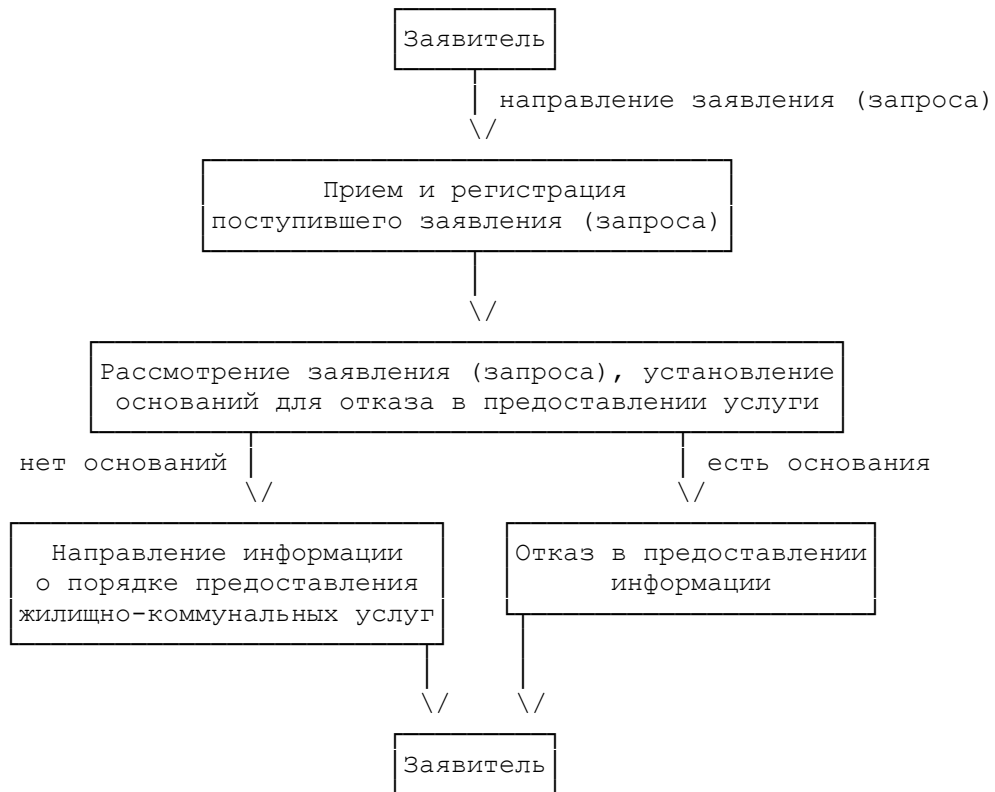 Заявитель
направление заявления (запроса)
Прием и регистрация
поступившего заявления (запроса)
Рассмотрение заявления (запроса), установление
оснований для отказа в предоставлении услуги
нет оснований
есть основания
Направление информации
о порядке предоставления
жилищно-коммунальных услуг
Отказ в предоставлении
информации
Заявитель